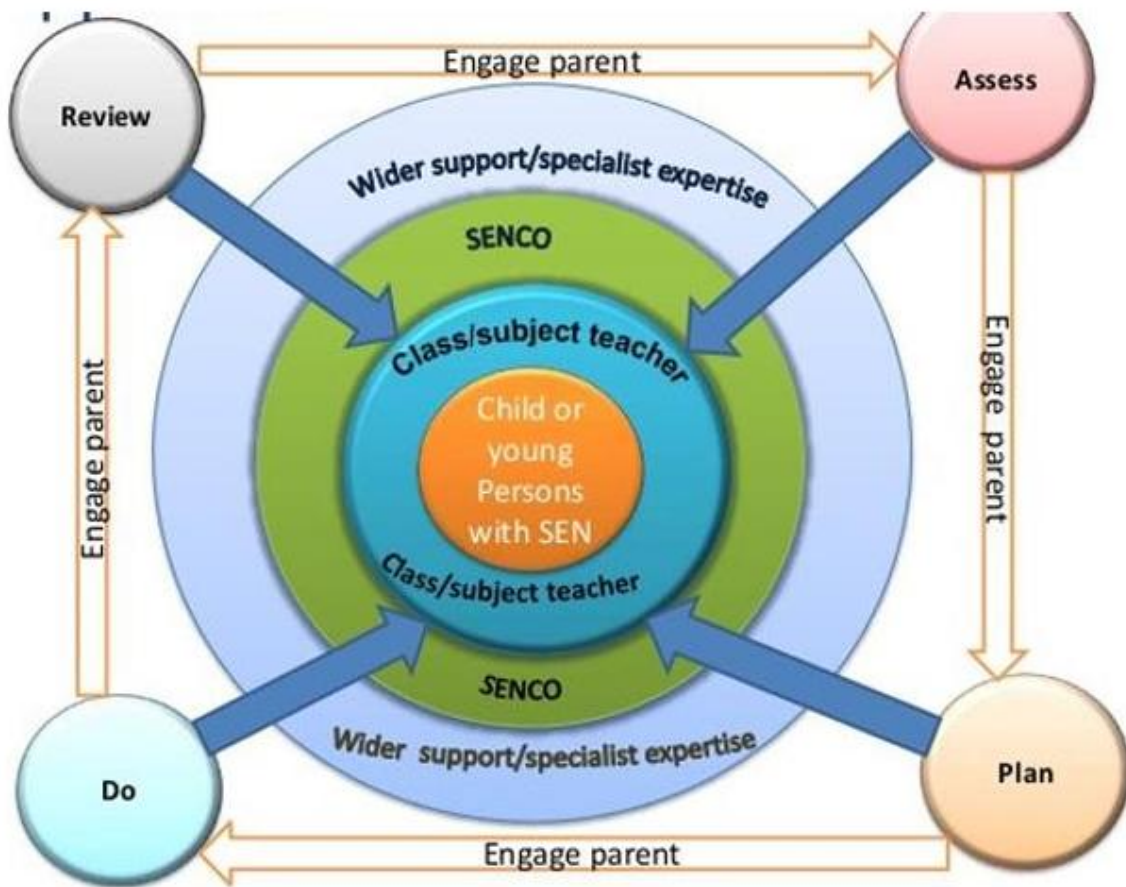 Engage parent
Review
Assess
Wider support/specialist expertise
SENCO
Class/subject teacher
Child or
young
Persons
with SEN
Engage parent
Engage parent
Class/subject teacher
SENCO
Wider support/specialist expertise
Do
Plan
Engage parent